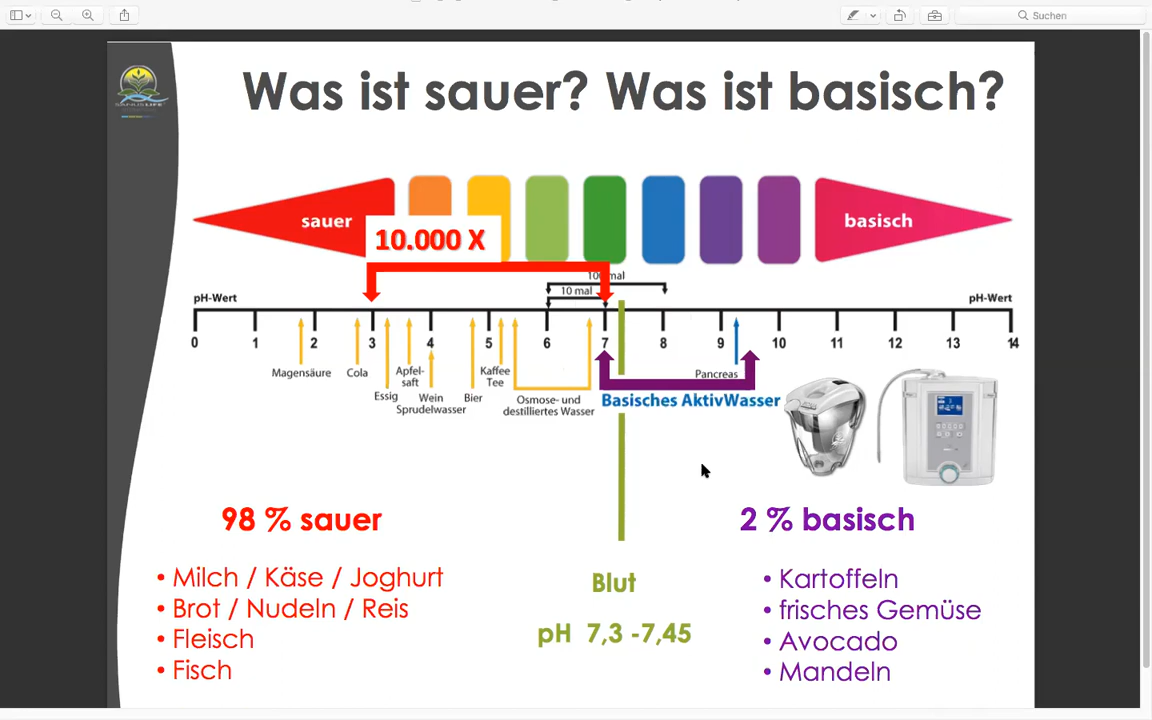 Suchen
Was ist sauer? Was ist basisch?
sauer
basisch
10.000 X
100 mal
10 mal
pH-Wert
pH-Wert
0 1 2 3 4 5 6 7 8 9 10 11 12 13 14
Magensäure
Cola
Essig
Apfel-
saft
Wein
Sprudelwasser
Bier
Kaffee
Tee
Osmose- und
destilliertes Wasser
Pancreas
Basisches AktivWasser
98 % sauer
2 % basisch
• Milch / Käse / Joghurt
• Brot / Nudeln / Reis
• Fleisch
• Fisch
Blut
pH 7,3 -7,45
• Kartoffeln
• frisches Gemüse
• Avocado
• Mandeln